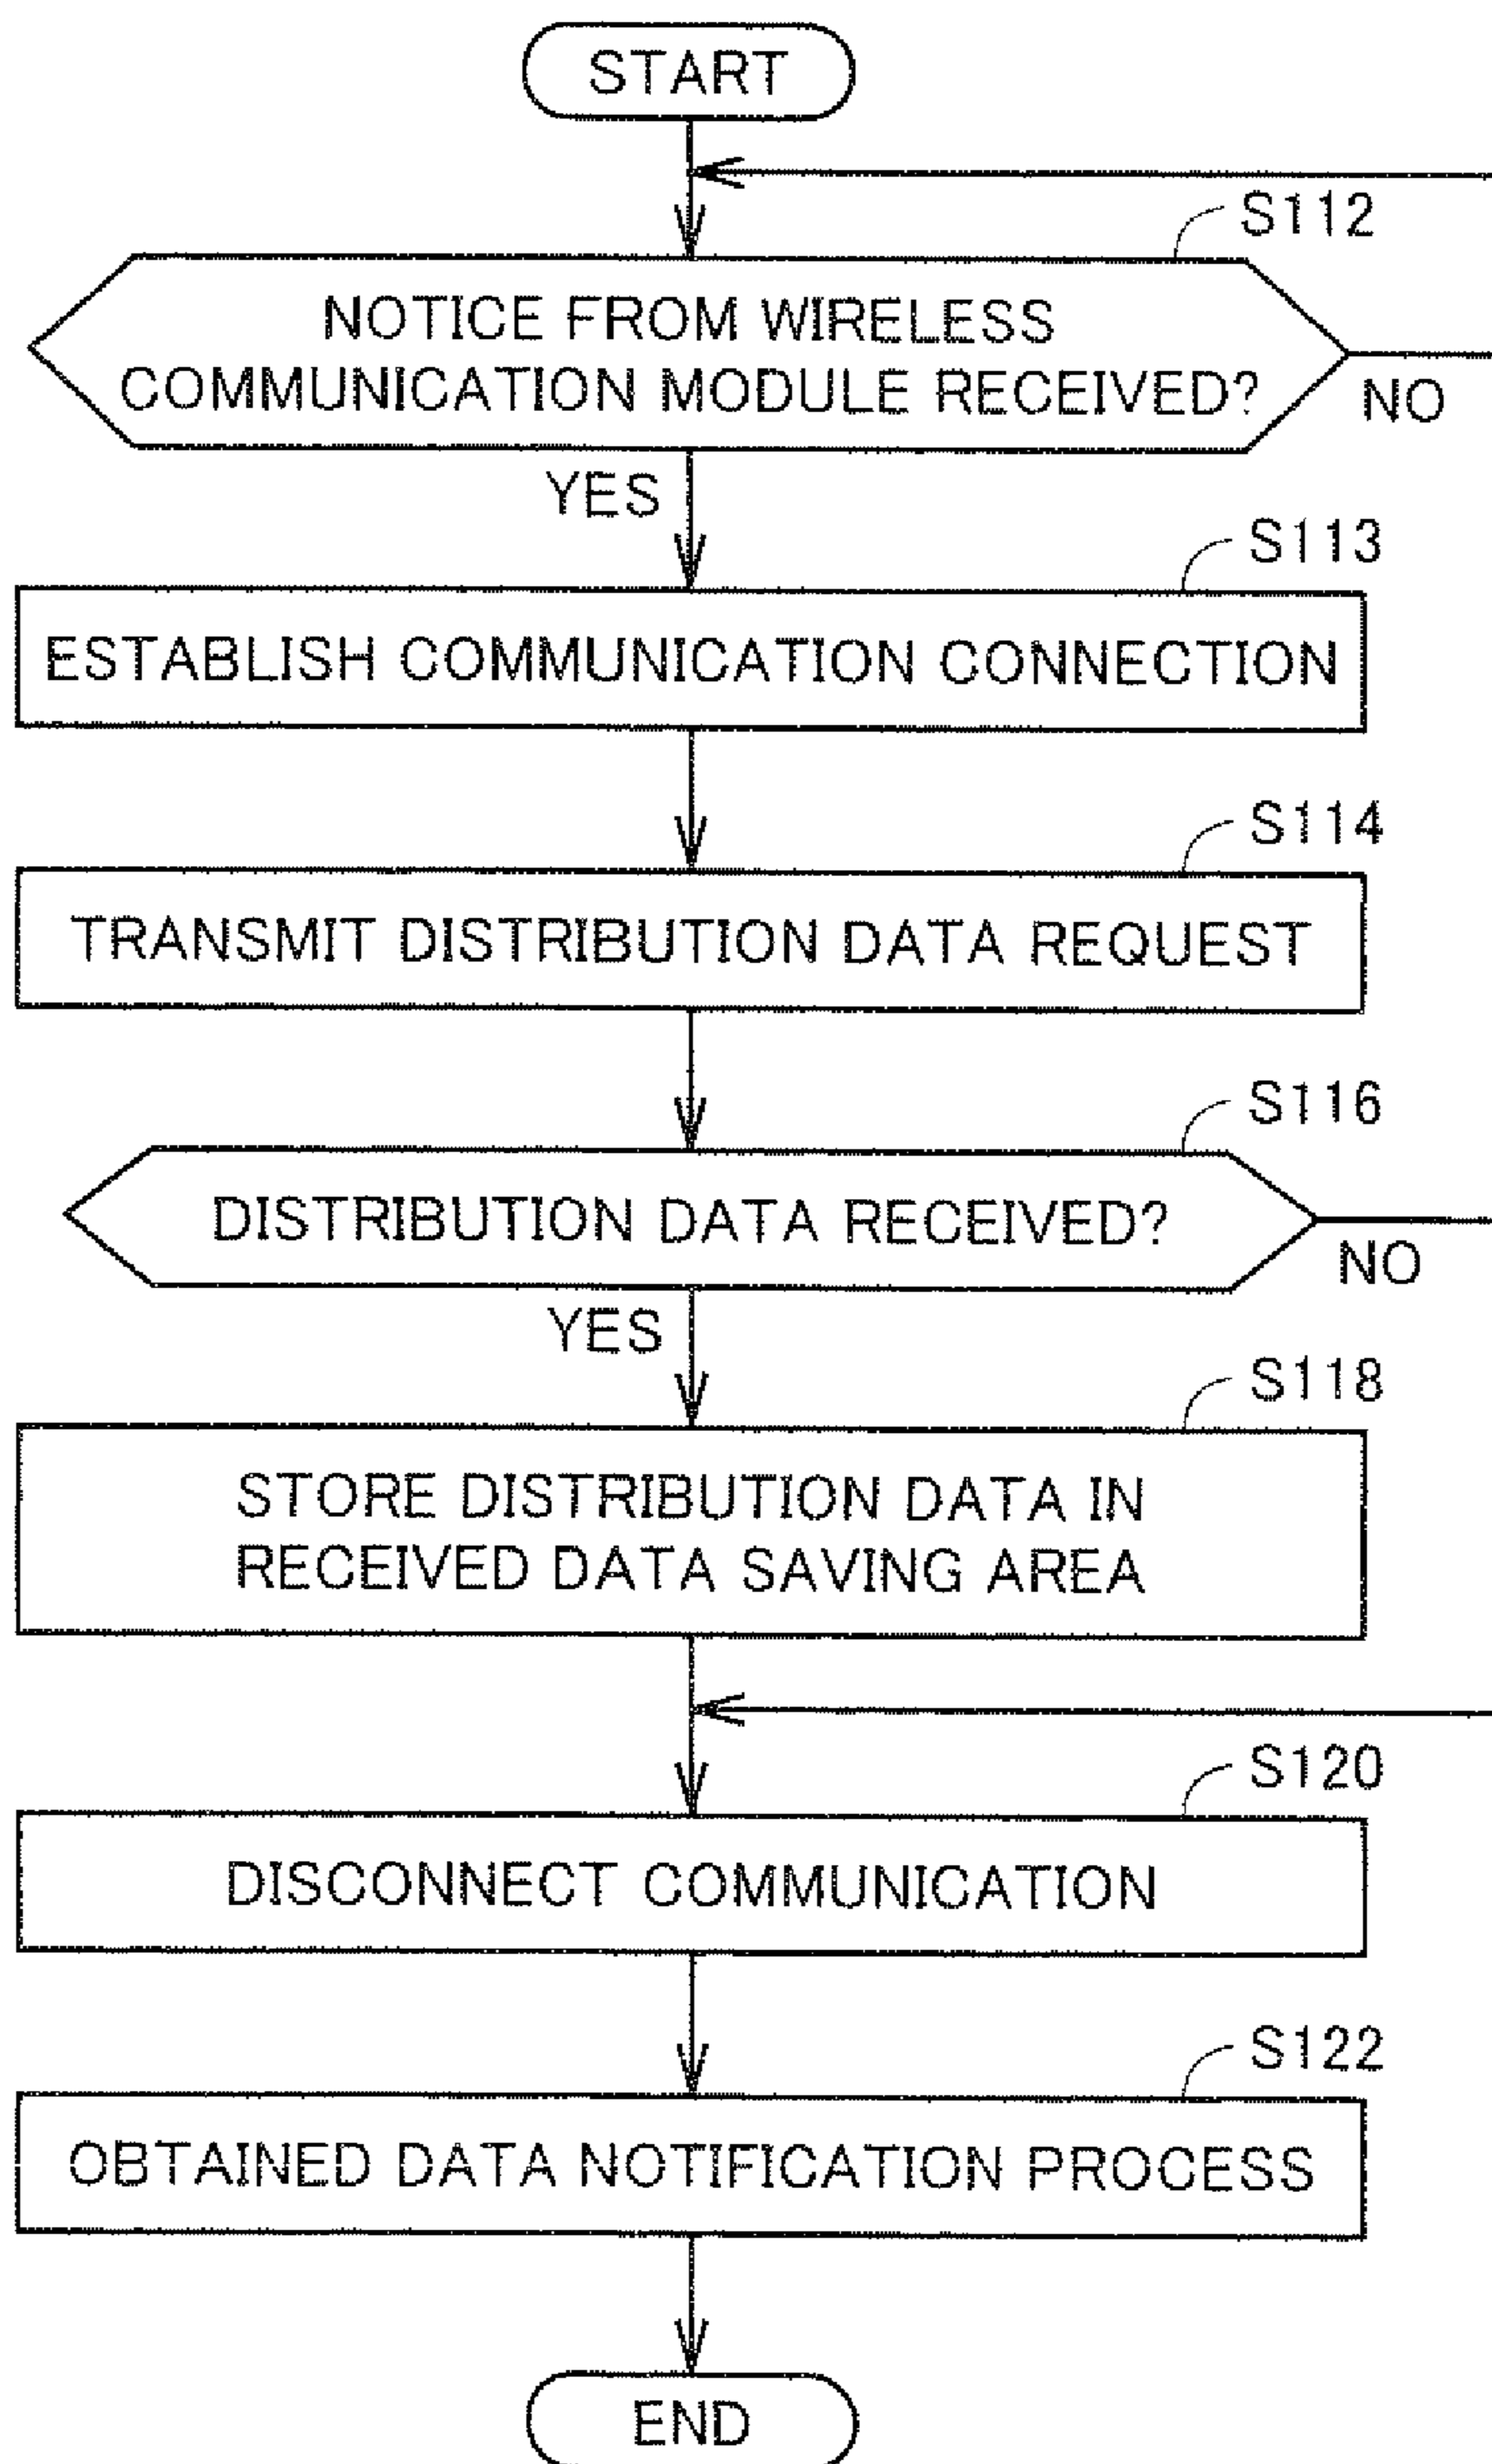 START
S112
NOTICE FROM WIRELESS
COMMUNICATION MODULE RECEIVED?
NO
YES
S113
ESTABLISH COMMUNICATION CONNECTION
S114
TRANSMIT DISTRIBUTION DATA REQUEST
S116
DISTRIBUTION DATA RECEIVED?
NO
YES
S118
STORE DISTRIBUTION DATA IN
RECEIVED DATA SAVING AREA
S120
DISCONNECT COMMUNICATION
S122
OBTAINED DATA NOTIFICATION PROCESS
END